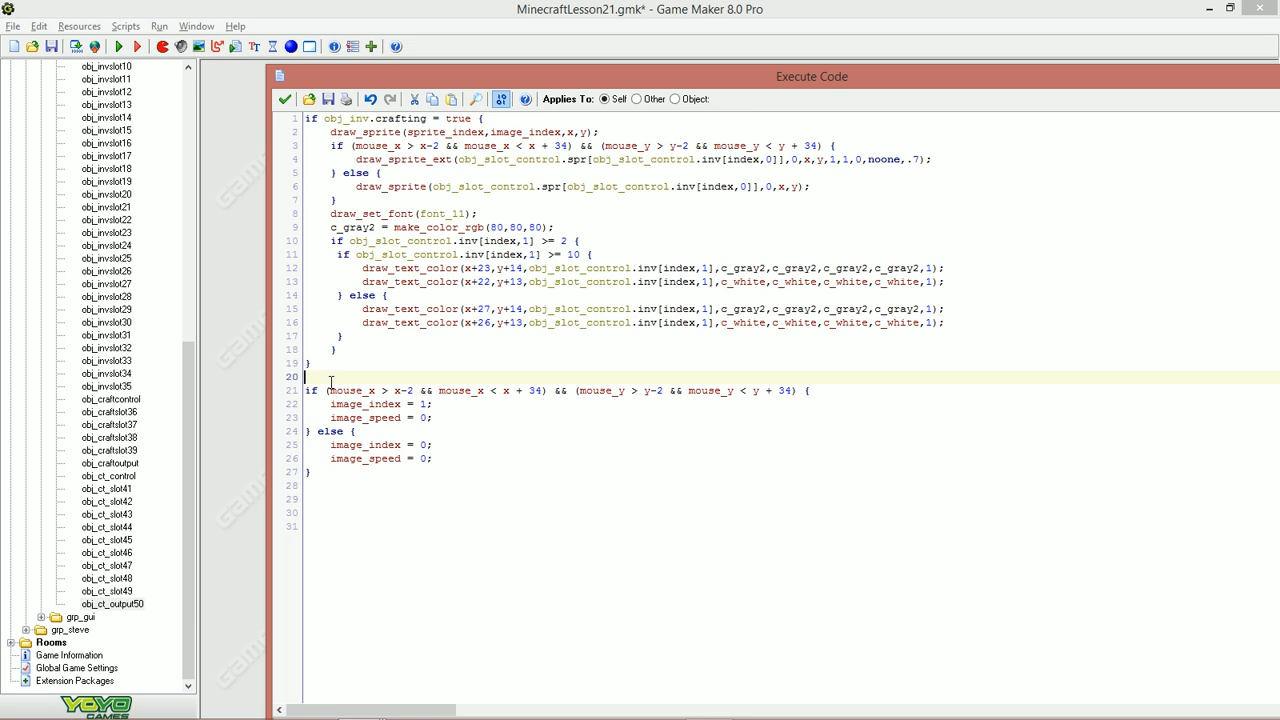 MinecraftLesson21.gmk* - Game Maker 8.0 Pro
File Edit Resources Scripts Run Window Help
obj_invslot10
obj_invslot11
obj_invslot12
obj_invslot13
obj_invslot14
obj_invslot15
obj_invslot16
obj_invslot17
obj_invslot18
obj_invslot19
obj_invslot20
obj_invslot21
obj_invslot22
obj_invslot23
obj_invslot24
obj_invslot25
obj_invslot26
obj_invslot27
obj_invslot28
obj_invslot29
obj_invslot30
obj_invslot31
obj_invslot32
obj_invslot33
obj_invslot34
obj_invslot35
obj_craftcontrol
obj_craftslot36
obj_craftslot37
obj_craftslot38
obj_craftslot39
obj_craftoutput
obj_ct_control
obj_ct_slot41
obj_ct_slot42
obj_ct_slot43
obj_ct_slot44
obj_ct_slot45
obj_ct_slot46
obj_ct_slot47
obj_ct_slot48
obj_ct_slot49
obj_ct_output50
grp_gui
grp_steve
Rooms
Game Information
Global Game Settings
Extension Packages
YOYO
GAMES
Execute Code
Applies To: Self Other Object:
1 if obj_inv.crafting = true {
2 draw_sprite(sprite_index,image_index,x,y);
3 if (mouse_x > x-2 && mouse_x < x + 34) && (mouse_y > y-2 && mouse_y < y + 34) {
4 draw_sprite_ext(obj_slot_control.spr[obj_slot_control.inv[index,0]],0,x,y,1,1,0,noone,.7);
5 } else {
6 draw_sprite(obj_slot_control.spr[obj_slot_control.inv[index,0]],0,x,y);
7 }
8 draw_set_font(font_11);
9 c_gray2 = make_color_rgb(80,80,80);
10 if obj_slot_control.inv[index,1] >= 2 {
11 if obj_slot_control.inv[index,1] >= 10 {
12 draw_text_color(x+23,y+14,obj_slot_control.inv[index,1],c_gray2,c_gray2,c_gray2,c_gray2,1);
13 draw_text_color(x+22,y+13,obj_slot_control.inv[index,1],c_white,c_white,c_white,c_white,1);
14 } else {
15 draw_text_color(x+27,y+14,obj_slot_control.inv[index,1],c_gray2,c_gray2,c_gray2,c_gray2,1);
16 draw_text_color(x+26,y+13,obj_slot_control.inv[index,1],c_white,c_white,c_white,c_white,1);
17 }
18 }
19 }
20
21 if (mouse_x > x-2 && mouse_x < x + 34) && (mouse_y > y-2 && mouse_y < y + 34) {
22 image_index = 1;
23 image_speed = 0;
24 } else {
25 image_index = 0;
26 image_speed = 0;
27 }
28
29
30
31